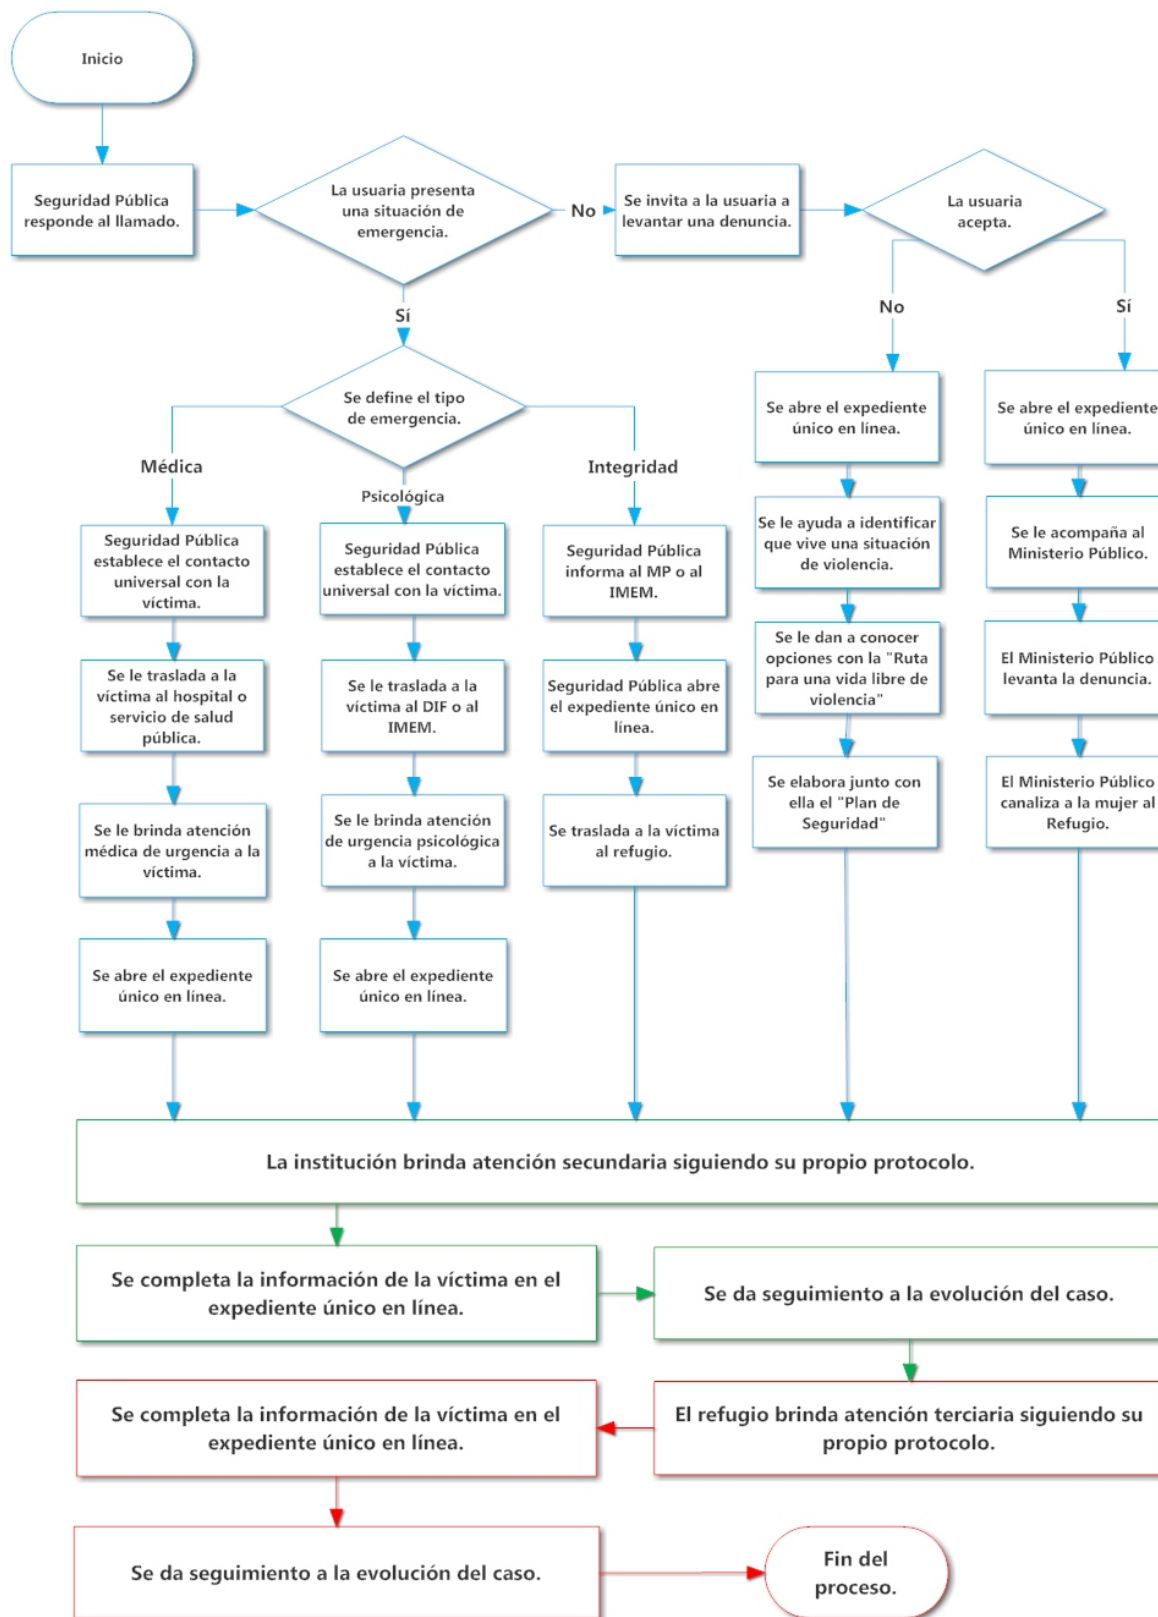 Inicio
Seguridad Pública
responde al llamado.
La usuaria presenta
una situación de
emergencia.
No
Se invita a la usuaria a
levantar una denuncia.
La usuaria
acepta.
Sí
No
Sí
Se define el tipo
de emergencia.
Médica
Psicológica
Integridad
Seguridad Pública
establece el contacto
universal con la
víctima.
Se le traslada a la
víctima al hospital o
servicio de salud
pública.
Se le brinda atención
médica de urgencia a la
víctima.
Se abre el expediente
único en línea.
Seguridad Pública
establece el contacto
universal con la víctima.
Se le traslada a la
víctima al DIF o al
IMEM.
Se le brinda atención
de urgencia psicológica
a la víctima.
Se abre el expediente
único en línea.
Seguridad Pública
informa al MP o al
IMEM.
Seguridad Pública abre
el expediente único en
línea.
Se traslada a la víctima
al refugio.
Se abre el expediente
único en línea.
Se le ayuda a identificar
que vive una situación
de violencia.
Se le dan a conocer
opciones con la "Ruta
para una vida libre de
violencia"
Se elabora junto con
ella el "Plan de
Seguridad"
Se abre el expediente
único en línea.
Se le acompaña al
Ministerio Público.
El Ministerio Público
levanta la denuncia.
El Ministerio Público
canaliza a la mujer al
Refugio.
La institución brinda atención secundaria siguiendo su propio protocolo.
Se completa la información de la víctima en el
expediente único en línea.
Se da seguimiento a la evolución del caso.
El refugio brinda atención terciaria siguiendo su
propio protocolo.
Se completa la información de la víctima en el
expediente único en línea.
Se da seguimiento a la evolución del caso.
Fin del
proceso.